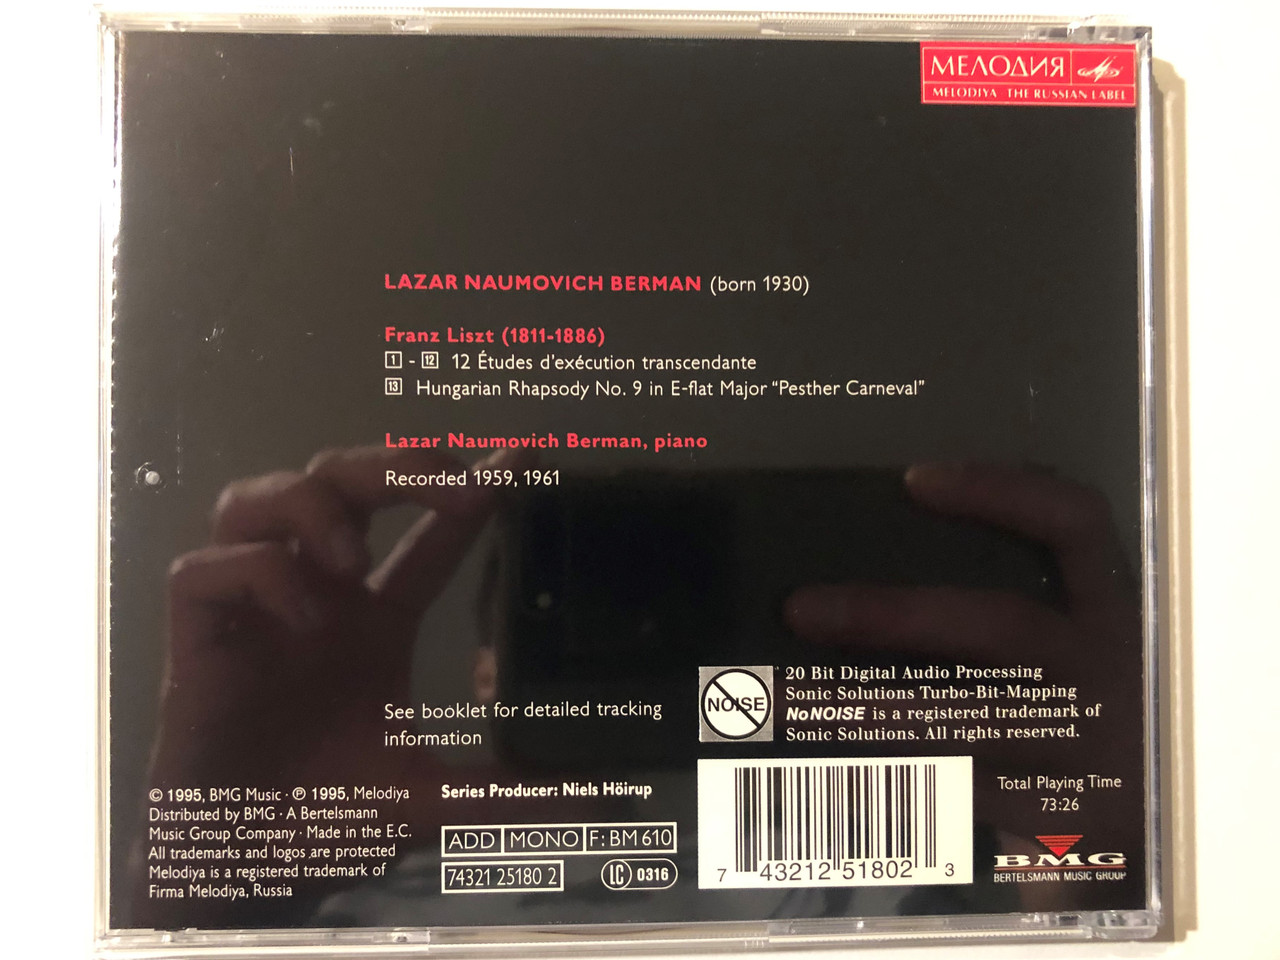 МЕЛОДИЯ
MELODIYA THE RUSSIAN LABEL
LAZAR NAUMOVICH BERMAN (born 1930)
Franz Liszt (1811-1886)
1 - 12 12 Études d'exécution transcendante
13 Hungarian Rhapsody No. 9 in E-flat Major “Pesther Carneval”
Lazar Naumovich Berman, piano
Recorded 1959, 1961
See booklet for detailed tracking
information
NOISE
20 Bit Digital Audio Processing
Sonic Solutions Turbo-Bit-Mapping
NoNOISE is a registered trademark of
Sonic Solutions. All rights reserved.
© 1995, BMG Music · ℗ 1995, Melodiya
Distributed by BMG · A Bertelsmann
Music Group Company · Made in the E.C.
All trademarks and logos are protected
Melodiya is a registered trademark of
Firma Melodiya, Russia
Series Producer: Niels Höirup
ADD MONO F: BM 610
74321 25180 2 LC 0316
7 43212 51802 3
Total Playing Time
73:26
BMG
BERTELSMANN MUSIC GROUP